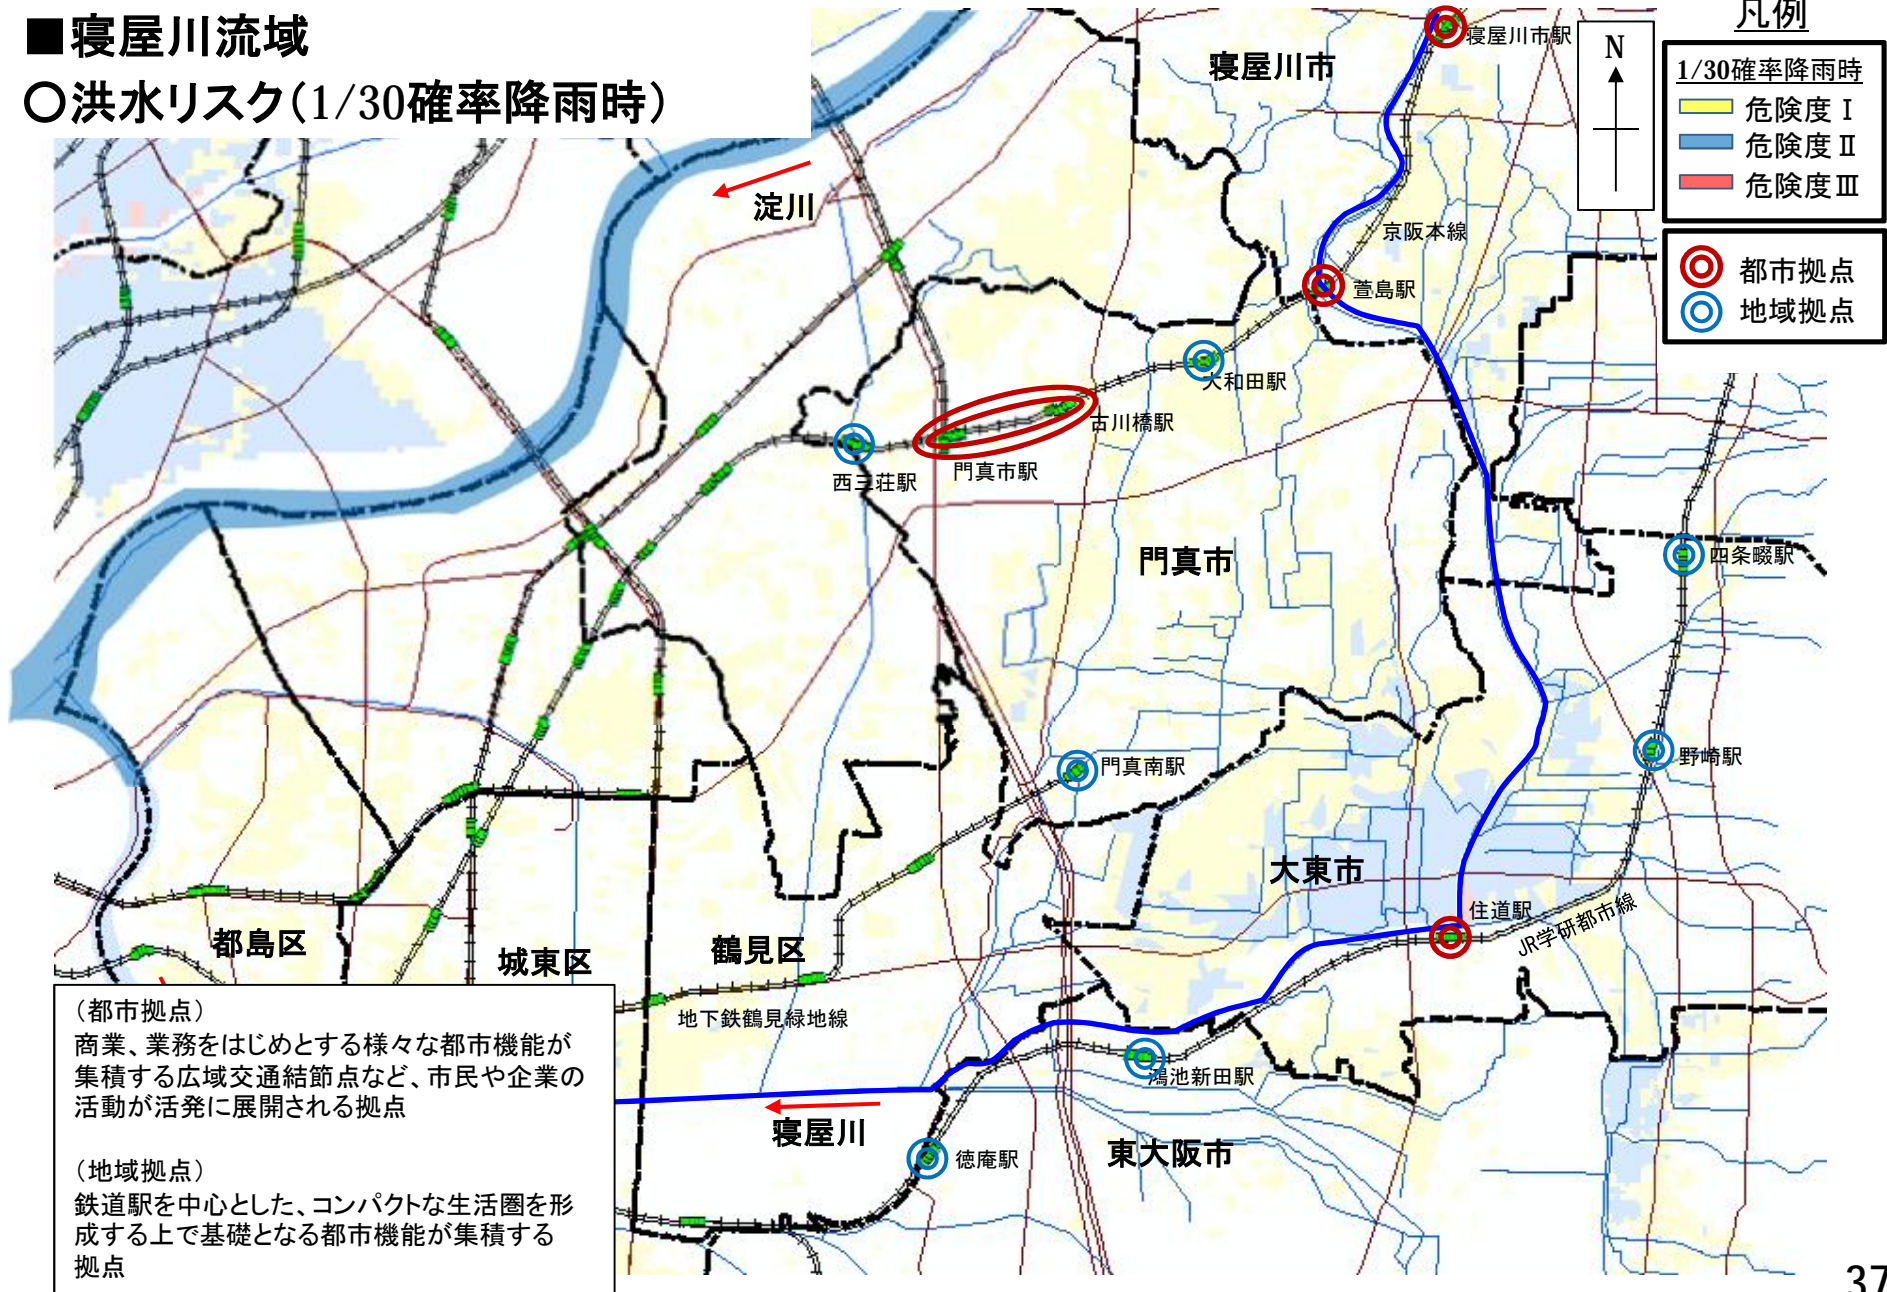 ■寝屋川流域
○洪水リスク(1/30確率降雨時)
凡例
1/30確率降雨時
危険度Ⅰ
危険度Ⅱ
危険度Ⅲ
都市拠点
地域拠点
N
寝屋川市駅
寝屋川市
淀川
京阪本線
萱島駅
大和田駅
古川橋駅
門真市駅
西三荘駅
門真市
四条畷駅
野崎駅
門真南駅
大東市
住道駅
JR学研都市線
都島区
城東区
鶴見区
地下鉄鶴見緑地線
鴻池新田駅
寝屋川
徳庵駅
東大阪市
(都市拠点)
商業、業務をはじめとする様々な都市機能が
集積する広域交通結節点など、市民や企業の
活動が活発に展開される拠点
(地域拠点)
鉄道駅を中心とした、コンパクトな生活圏を形
成する上で基礎となる都市機能が集積する
拠点
37